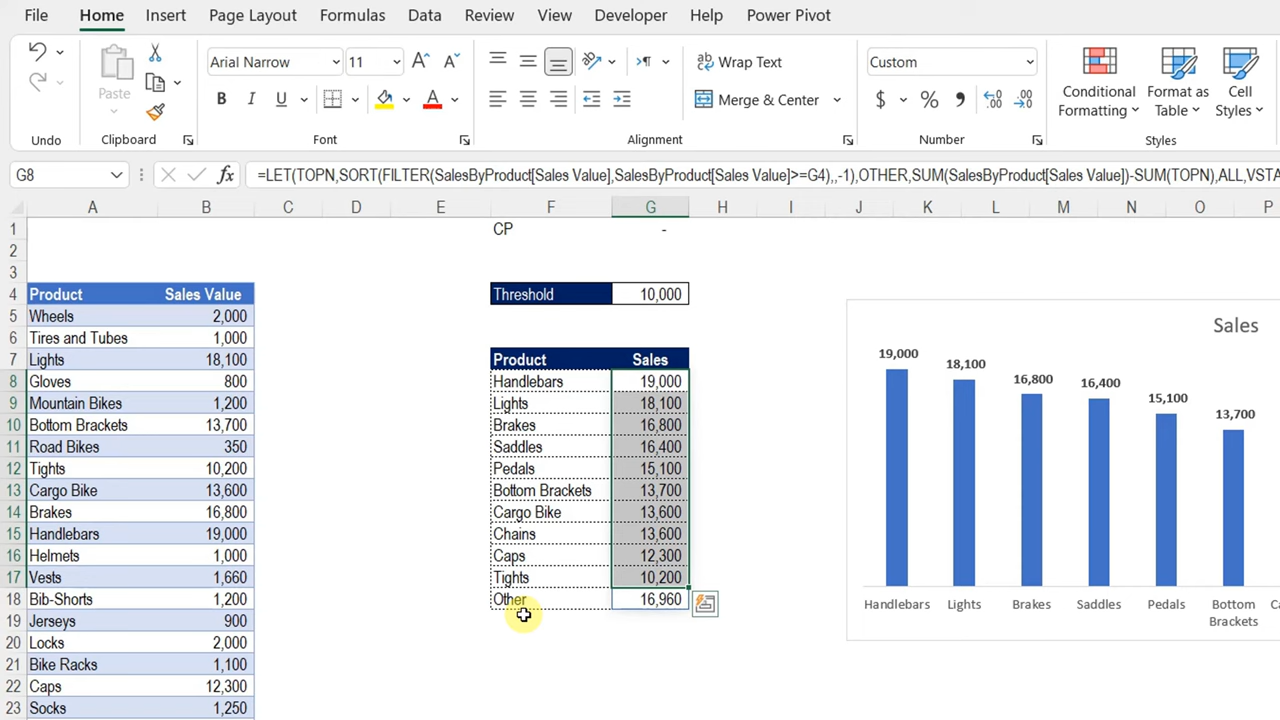 File Home Insert Page Layout Formulas Data Review View Developer Help Power Pivot
Arial Narrow 11 Wrap Text Custom
Paste B I U A Merge & Center $ % Conditional Formatting Format as Table Cell Styles
Undo Clipboard Font Alignment Number Styles
G8 fx =LET(TOPN,SORT(FILTER(SalesByProduct[Sales Value],SalesByProduct[Sales Value]>=G4),,-1),OTHER,SUM(SalesByProduct[Sales Value])-SUM(TOPN),ALL,VSTA
A B C D E F G H I J K L M N O P
1 CP -
2
3
4 Product Sales Value Threshold 10,000
5 Wheels 2,000
6 Tires and Tubes 1,000
7 Lights 18,100 Product Sales
8 Gloves 800 Handlebars 19,000
9 Mountain Bikes 1,200 Lights 18,100
10 Bottom Brackets 13,700 Brakes 16,800
11 Road Bikes 350 Saddles 16,400
12 Tights 10,200 Pedals 15,100
13 Cargo Bike 13,600 Bottom Brackets 13,700
14 Brakes 16,800 Cargo Bike 13,600
15 Handlebars 19,000 Chains 13,600
16 Helmets 1,000 Caps 12,300
17 Vests 1,660 Tights 10,200
18 Bib-Shorts 1,200 Other 16,960
19 Jerseys 900
20 Locks 2,000
21 Bike Racks 1,100
22 Caps 12,300
23 Socks 1,250
Sales
19,000 18,100 16,800 16,400 15,100 13,700
Handlebars Lights Brakes Saddles Pedals Bottom Ca
Brackets